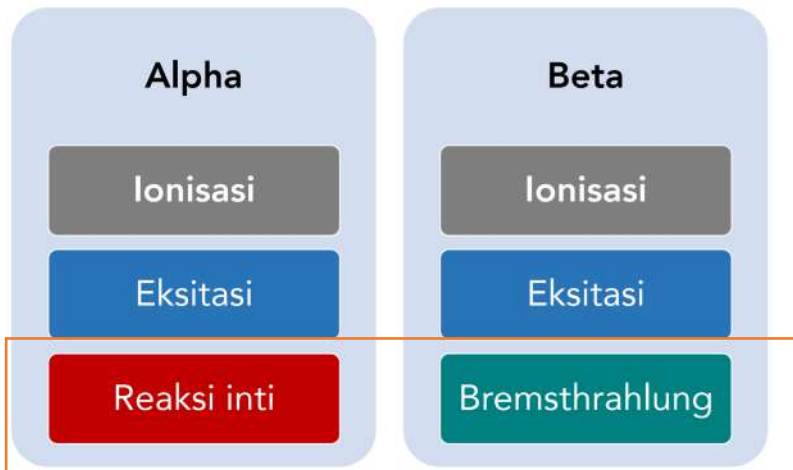 Alpha
Ionisasi
Eksitasi
Reaksi inti
Beta
Ionisasi
Eksitasi
Bremsthrahlung